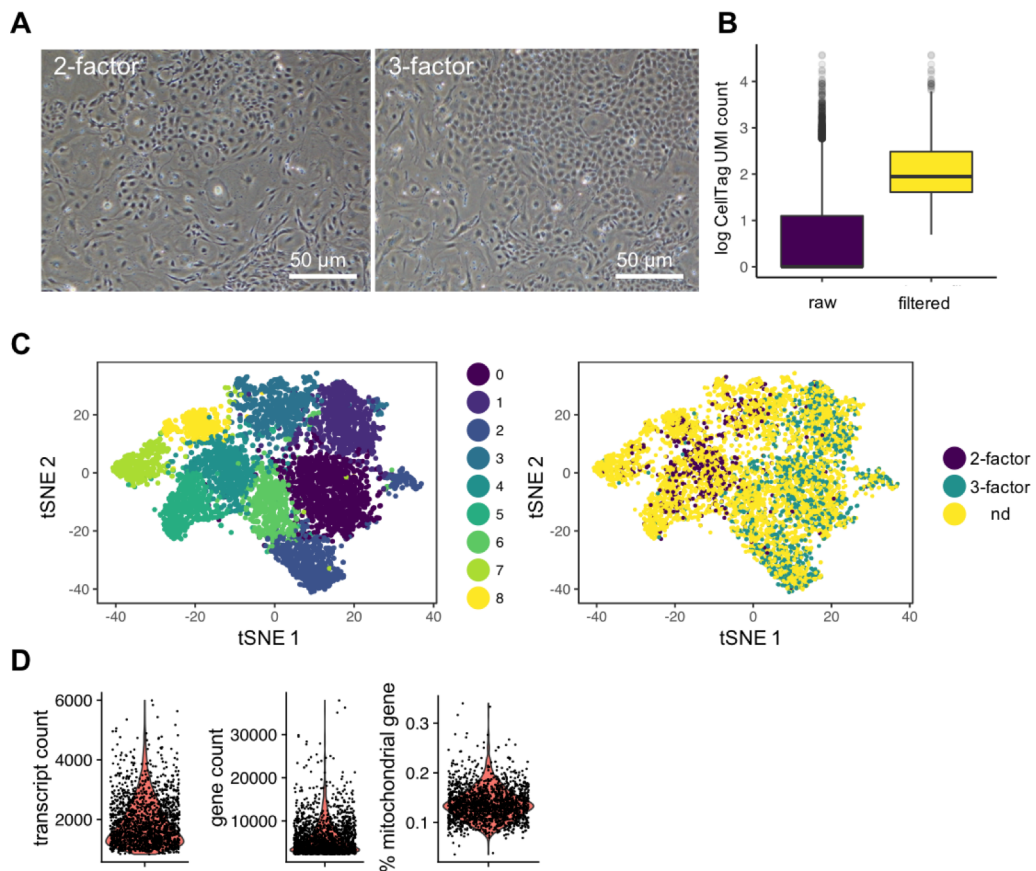 A
2-factor
3-factor
50 µm
50 µm
B
log CellTag UMI count
4
3
2
1
0
raw
filtered
C
tSNE 2
20
0
-20
-40
-40
-20
0
20
40
tSNE 1
0
1
2
3
4
5
6
7
8
tSNE 2
20
0
-20
-40
-40
-20
0
20
40
tSNE 1
2-factor
3-factor
nd
D
transcript count
6000
4000
2000
gene count
30000
20000
10000
% mitochondrial gene
0.3
0.2
0.1